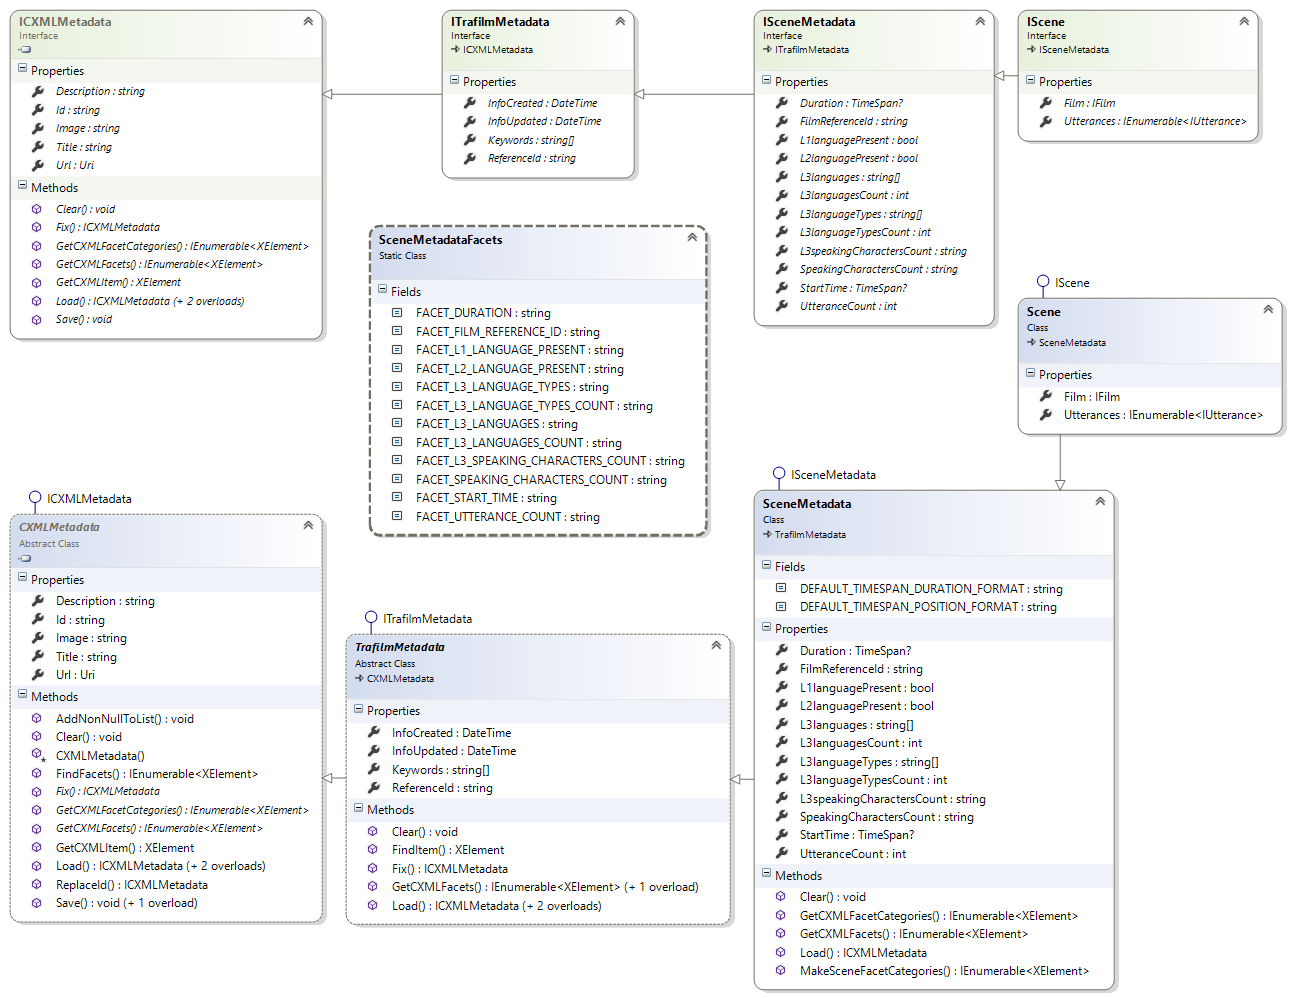 ICXMLMetadata
Interface
Properties
Description : string
Id : string
Image : string
Title : string
Url : Uri
Methods
Clear() : void
Fix() : ICXMLMetadata
GetCXMLFacetCategories() : IEnumerable<XElement>
GetCXMLFacets() : IEnumerable<XElement>
GetCXMLItem() : XElement
Load() : ICXMLMetadata (+ 2 overloads)
Save() : void
ITrafilmMetadata
Interface
ICXMLMetadata
Properties
InfoCreated : DateTime
InfoUpdated : DateTime
Keywords : string[]
ReferenceId : string
ISceneMetadata
Interface
ITrafilmMetadata
Properties
Duration : TimeSpan?
FilmReferenceId : string
L1languagePresent : bool
L2languagePresent : bool
L3languages : string[]
L3languagesCount : int
L3languageTypes : string[]
L3languageTypesCount : int
L3speakingCharactersCount : string
SpeakingCharactersCount : string
StartTime : TimeSpan?
UtteranceCount : int
IScene
Interface
ISceneMetadata
Properties
Film : IFilm
Utterances : IEnumerable<IUtterance>
SceneMetadataFacets
Static Class
Fields
FACET_DURATION : string
FACET_FILM_REFERENCE_ID : string
FACET_L1_LANGUAGE_PRESENT : string
FACET_L2_LANGUAGE_PRESENT : string
FACET_L3_LANGUAGE_TYPES : string
FACET_L3_LANGUAGE_TYPES_COUNT : string
FACET_L3_LANGUAGES : string
FACET_L3_LANGUAGES_COUNT : string
FACET_L3_SPEAKING_CHARACTERS_COUNT : string
FACET_SPEAKING_CHARACTERS_COUNT : string
FACET_START_TIME : string
FACET_UTTERANCE_COUNT : string
IScene
Scene
Class
SceneMetadata
Properties
Film : IFilm
Utterances : IEnumerable<IUtterance>
ICXMLMetadata
CXMLMetadata
Abstract Class
Properties
Description : string
Id : string
Image : string
Title : string
Url : Uri
Methods
AddNonNullToList() : void
Clear() : void
CXMLMetadata()
FindFacets() : IEnumerable<XElement>
Fix() : ICXMLMetadata
GetCXMLFacetCategories() : IEnumerable<XElement>
GetCXMLFacets() : IEnumerable<XElement>
GetCXMLItem() : XElement
Load() : ICXMLMetadata (+ 2 overloads)
ReplaceId() : ICXMLMetadata
Save() : void (+ 1 overload)
ITrafilmMetadata
TrafilmMetadata
Abstract Class
CXMLMetadata
Properties
InfoCreated : DateTime
InfoUpdated : DateTime
Keywords : string[]
ReferenceId : string
Methods
Clear() : void
FindItem() : XElement
Fix() : ICXMLMetadata
GetCXMLFacets() : IEnumerable<XElement> (+ 1 overload)
Load() : ICXMLMetadata (+ 2 overloads)
ISceneMetadata
SceneMetadata
Class
TrafilmMetadata
Fields
DEFAULT_TIMESPAN_DURATION_FORMAT : string
DEFAULT_TIMESPAN_POSITION_FORMAT : string
Properties
Duration : TimeSpan?
FilmReferenceId : string
L1languagePresent : bool
L2languagePresent : bool
L3languages : string[]
L3languagesCount : int
L3languageTypes : string[]
L3languageTypesCount : int
L3speakingCharactersCount : string
SpeakingCharactersCount : string
StartTime : TimeSpan?
UtteranceCount : int
Methods
Clear() : void
GetCXMLFacetCategories() : IEnumerable<XElement>
GetCXMLFacets() : IEnumerable<XElement>
Load() : ICXMLMetadata
MakeSceneFacetCategories() : IEnumerable<XElement>